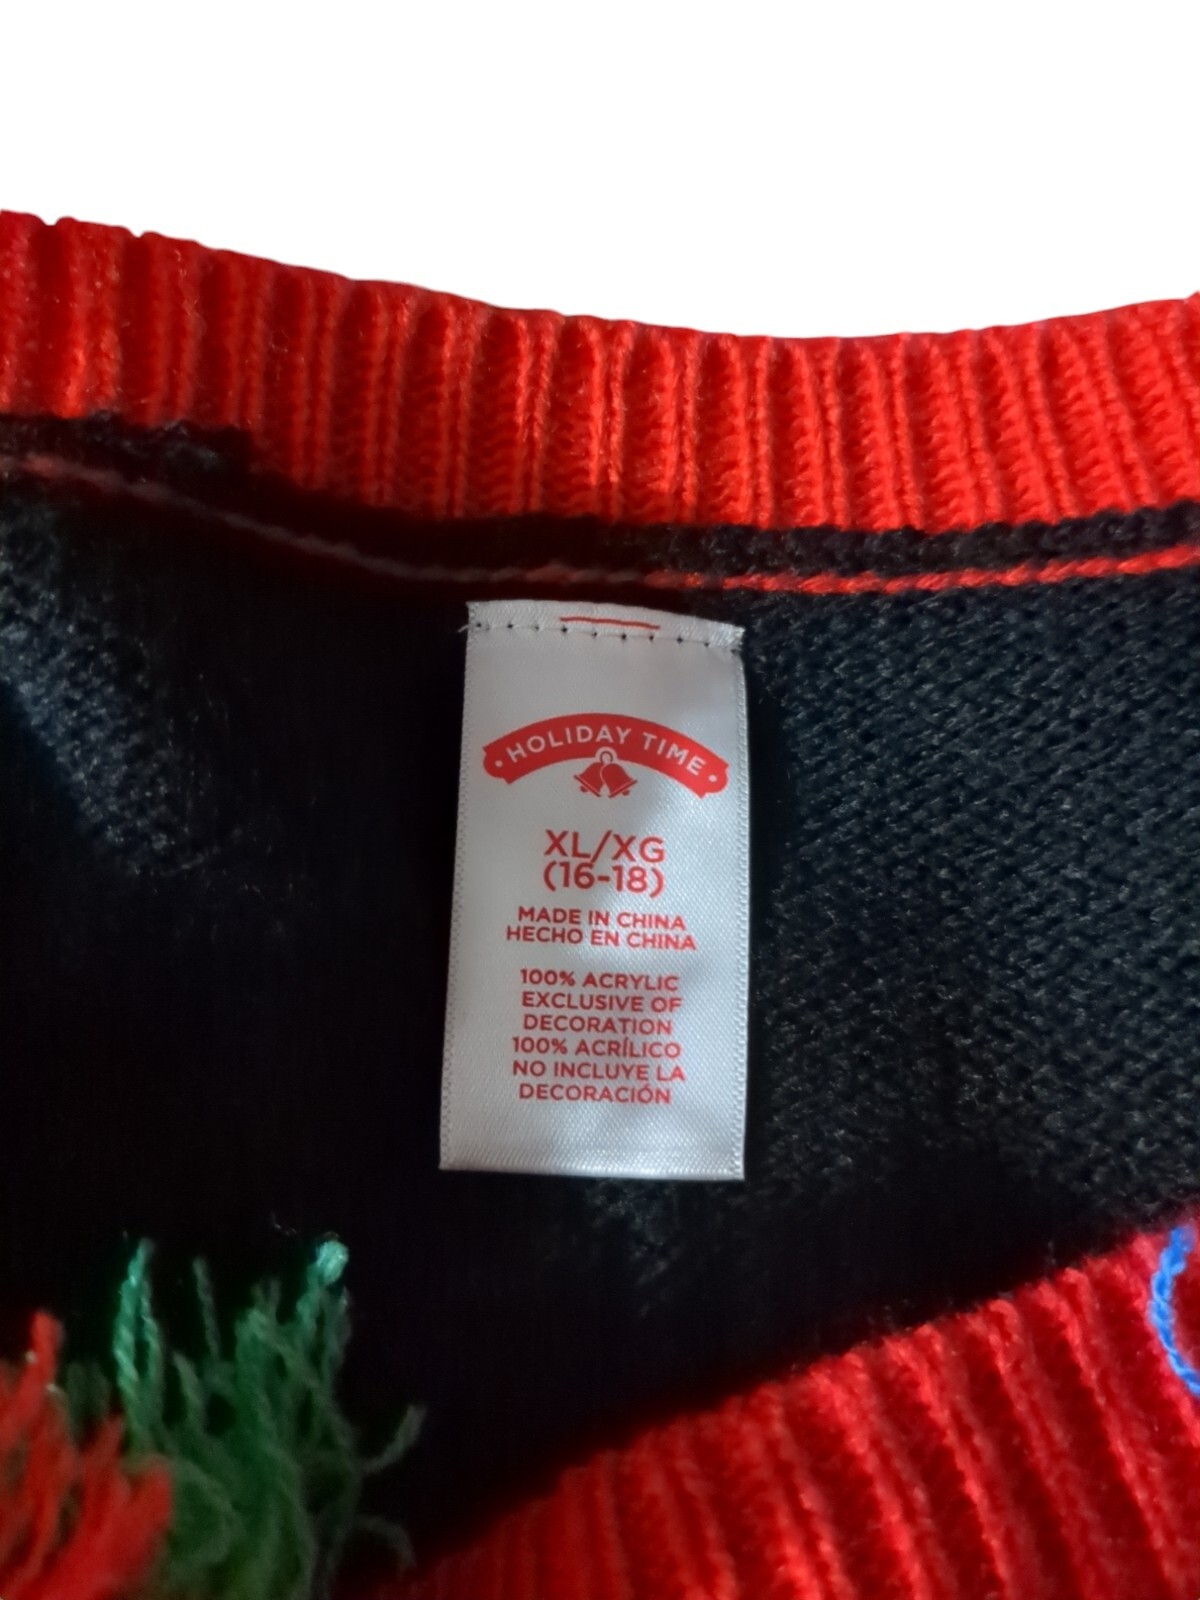 HOLIDAY TIME
XL/XG
(16-18)
MADE IN CHINA
HECHO EN CHINA
100% ACRYLIC
EXCLUSIVE OF
DECORATION
100% ACRÍLICO
NO INCLUYE LA
DECORACIÓN